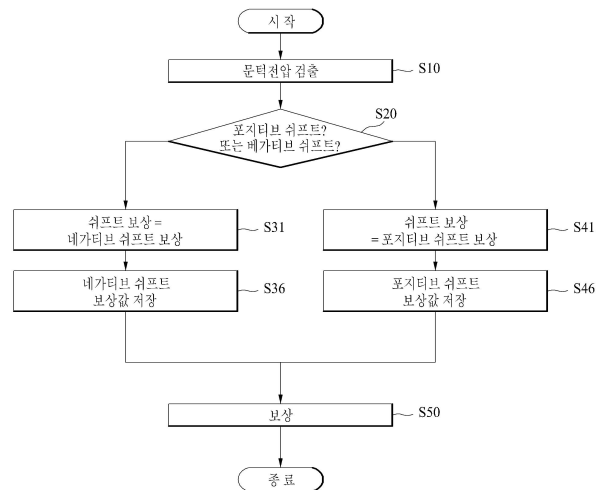 시 작
문턱전압 검출
S10
S20
포지티브 쉬프트?
또는 베가티브 쉬프트?
쉬프트 보상 =
네가티브 쉬프트 보상
S31
쉬프트 보상
= 포지티브 쉬프트 보상
S41
네가티브 쉬프트
보상값 저장
S36
포지티브 쉬프트
보상값 저장
S46
보상
S50
종료